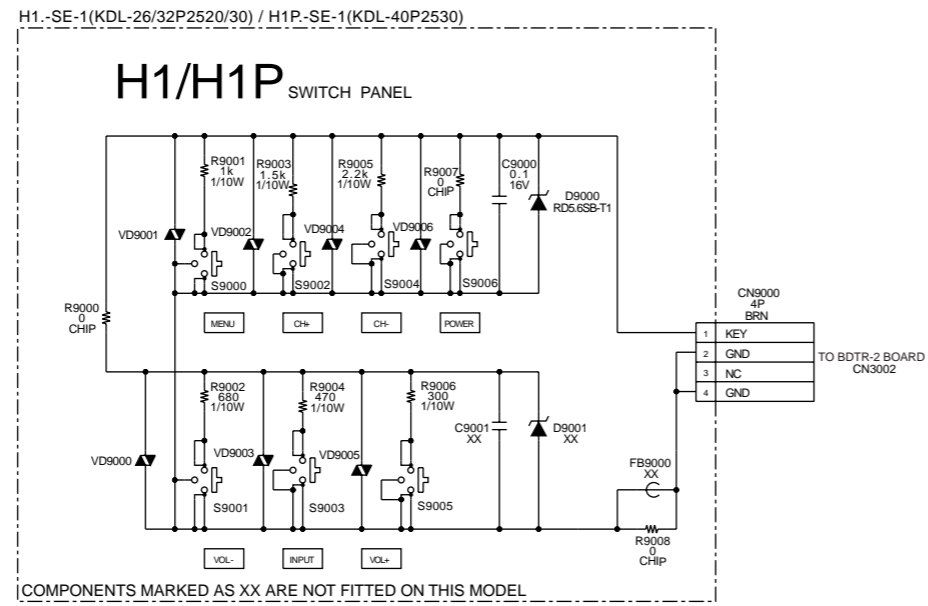 H1.-SE-1(KDL-26/32P2520/30) / H1P.-SE-1(KDL-40P2530)
H1/H1P SWITCH PANEL
R9001
1k
1/10W
R9003
1.5k
1/10W
R9005
2.2k
1/10W
R9007
0
CHIP
C9000
0.1
16V
D9000
RD5.6SB-T1
VD9001
VD9002
VD9004
VD9006
S9000
S9002
S9004
S9006
R9000
0
CHIP
MENU
CH+
CH-
POWER
CN9000
4P
BRN
1 KEY
2 GND
3 NC
4 GND
TO BDTR-2 BOARD
CN3002
R9002
680
1/10W
R9004
470
1/10W
R9006
300
1/10W
C9001
XX
D9001
XX
VD9000
VD9003
VD9005
S9001
S9003
S9005
FB9000
XX
R9008
0
CHIP
VOL-
INPUT
VOL+
COMPONENTS MARKED AS XX ARE NOT FITTED ON THIS MODEL